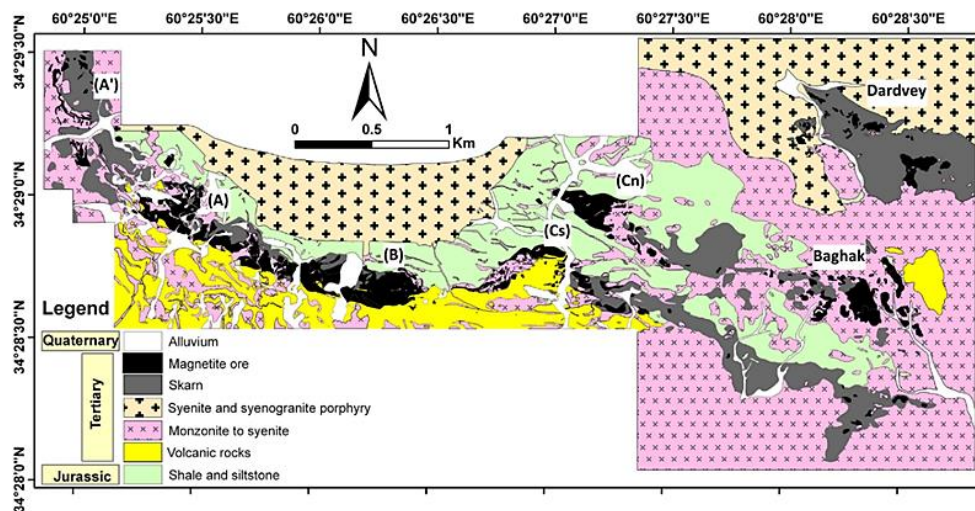 60°25'0"E 60°25'30"E 60°26'0"E 60°26'30"E 60°27'0"E 60°27'30"E 60°28'0"E 60°28'30"E
34°29'30"N
34°29'0"N
34°28'30"N
34°28'0"N
N
0 0.5 1
Km
(A')
Dardvey
(A)
(Cn)
(Cs)
(B)
Baghak
Legend
Quaternary
Tertiary
Jurassic
Alluvium
Magnetite ore
Skarn
Syenite and syenogranite porphyry
Monzonite to syenite
Volcanic rocks
Shale and siltstone